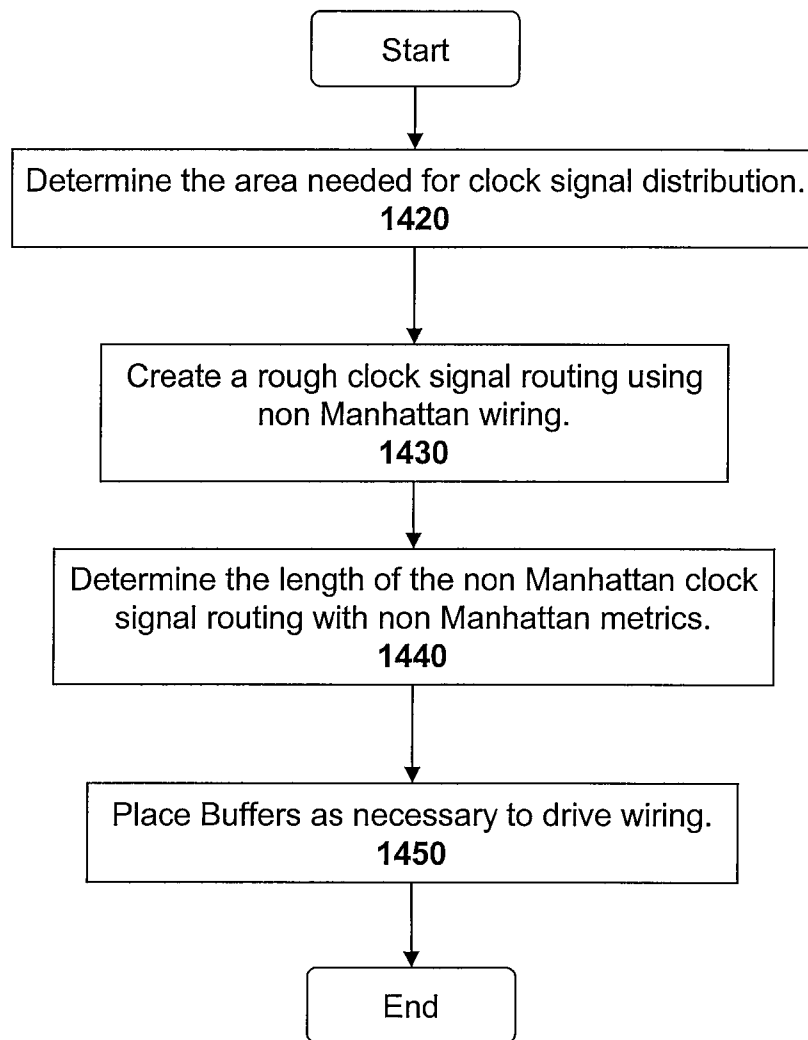 Start
Determine the area needed for clock signal distribution.
1420
Create a rough clock signal routing using
non Manhattan wiring.
1430
Determine the length of the non Manhattan clock
signal routing with non Manhattan metrics.
1440
Place Buffers as necessary to drive wiring.
1450
End